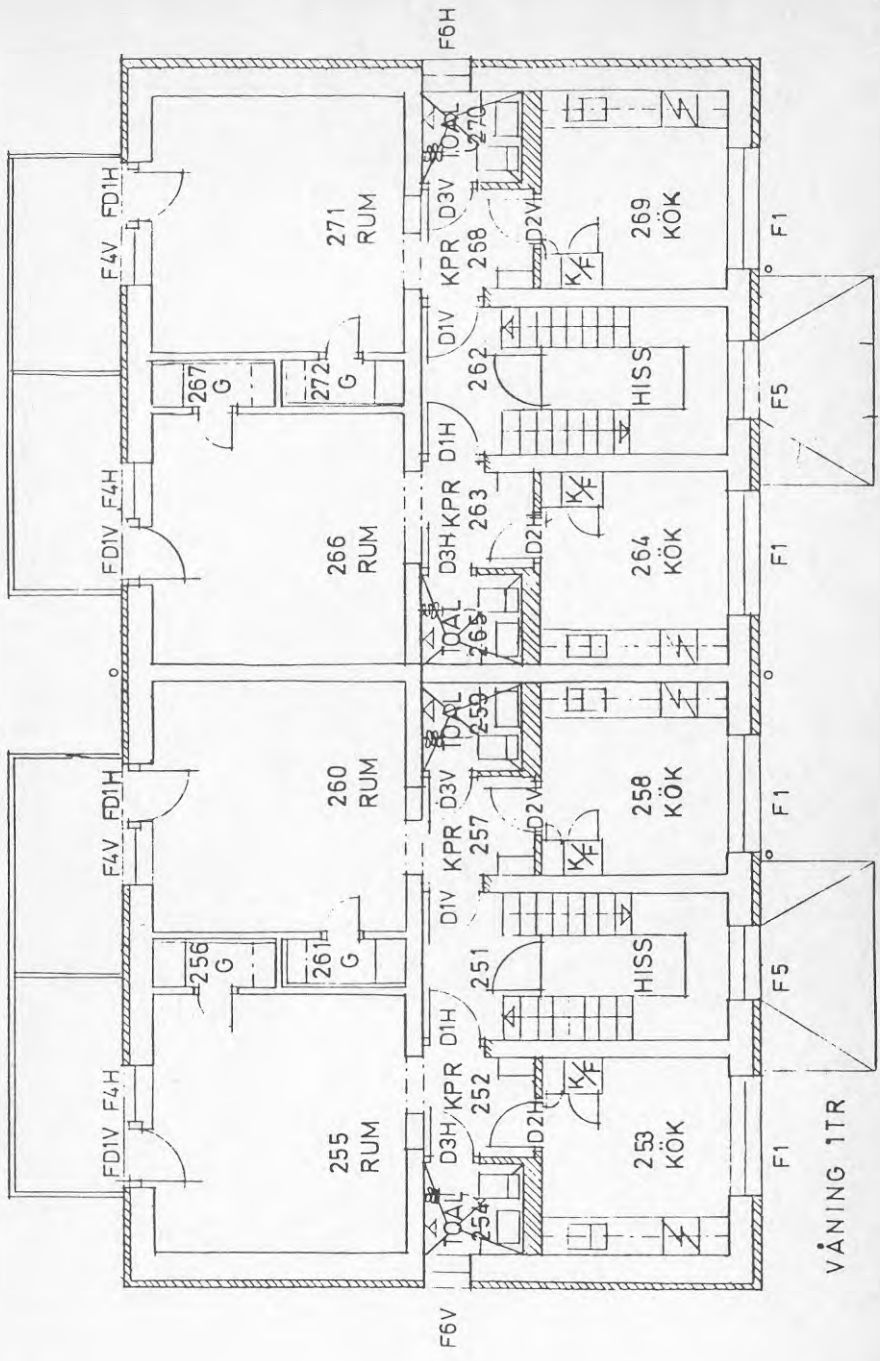 FD1V F4H F4V FD1H FD1V F4H F4V FD1H
256 267
G G
261 272
G G
255 260 266 271
RUM RUM RUM RUM
F6V TOAL D3H KPR D1H D1V KPR D3V TOAL TOAL D3H KPR D1H D1V KPR D3V TOAL F6H
254 252 251 257 259 265 263 262 268 270
D2H D2V D2H D2V
K/F K/F K/F K/F
HISS HISS
253 258 264 269
KÖK KÖK KÖK KÖK
F1 F5 F1 F1 F5 F1
VÅNING 1TR